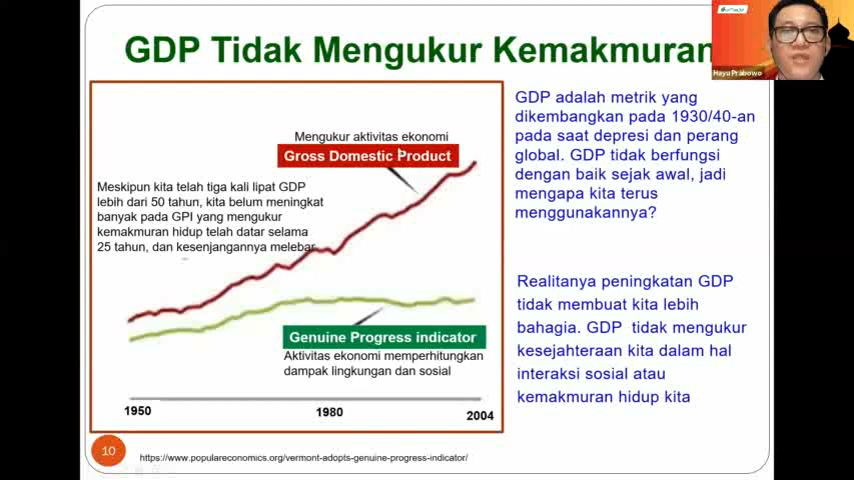 GDP Tidak Mengukur Kemakmuran
Hayu Prabowo
Mengukur aktivitas ekonomi
Gross Domestic Product
Meskipun kita telah tiga kali lipat GDP
lebih dari 50 tahun, kita belum meningkat
banyak pada GPI yang mengukur
kemakmuran hidup telah datar selama
25 tahun, dan kesenjangannya melebar
Genuine Progress indicator
Aktivitas ekonomi memperhitungkan
dampak lingkungan dan sosial
1950
1980
2004
GDP adalah metrik yang
dikembangkan pada 1930/40-an
pada saat depresi dan perang
global. GDP tidak berfungsi
dengan baik sejak awal, jadi
mengapa kita terus
menggunakannya?
Realitanya peningkatan GDP
tidak membuat kita lebih
bahagia. GDP tidak mengukur
kesejahteraan kita dalam hal
interaksi sosial atau
kemakmuran hidup kita
10
https://www.populareconomics.org/vermont-adopts-genuine-progress-indicator/